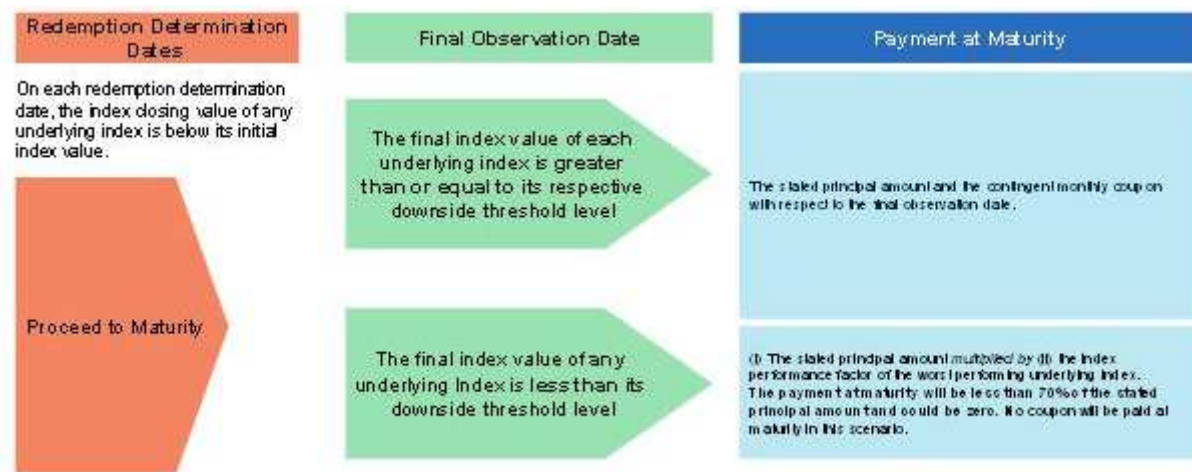 Redemption Determination
Dates
On each redemption determination
date, the index closing value of any
underlying index is below its initial
index value.
Proceed to Maturity
Final Observation Date
The final index value of each
underlying index is greater
than or equal to its respective
downside threshold level
The final index value of any
underlying index is less than its
downside threshold level
Payment at Maturity
The stated principal amount and the contingent monthly coupon
with respect to the final observation date.
(i) The stated principal amount multiplied by (ii) the index
performance factor of the worst performing underlying index.
The payment at maturity will be less than 70% of the stated
principal amount and could be zero. No coupon will be paid at
maturity in this scenario.